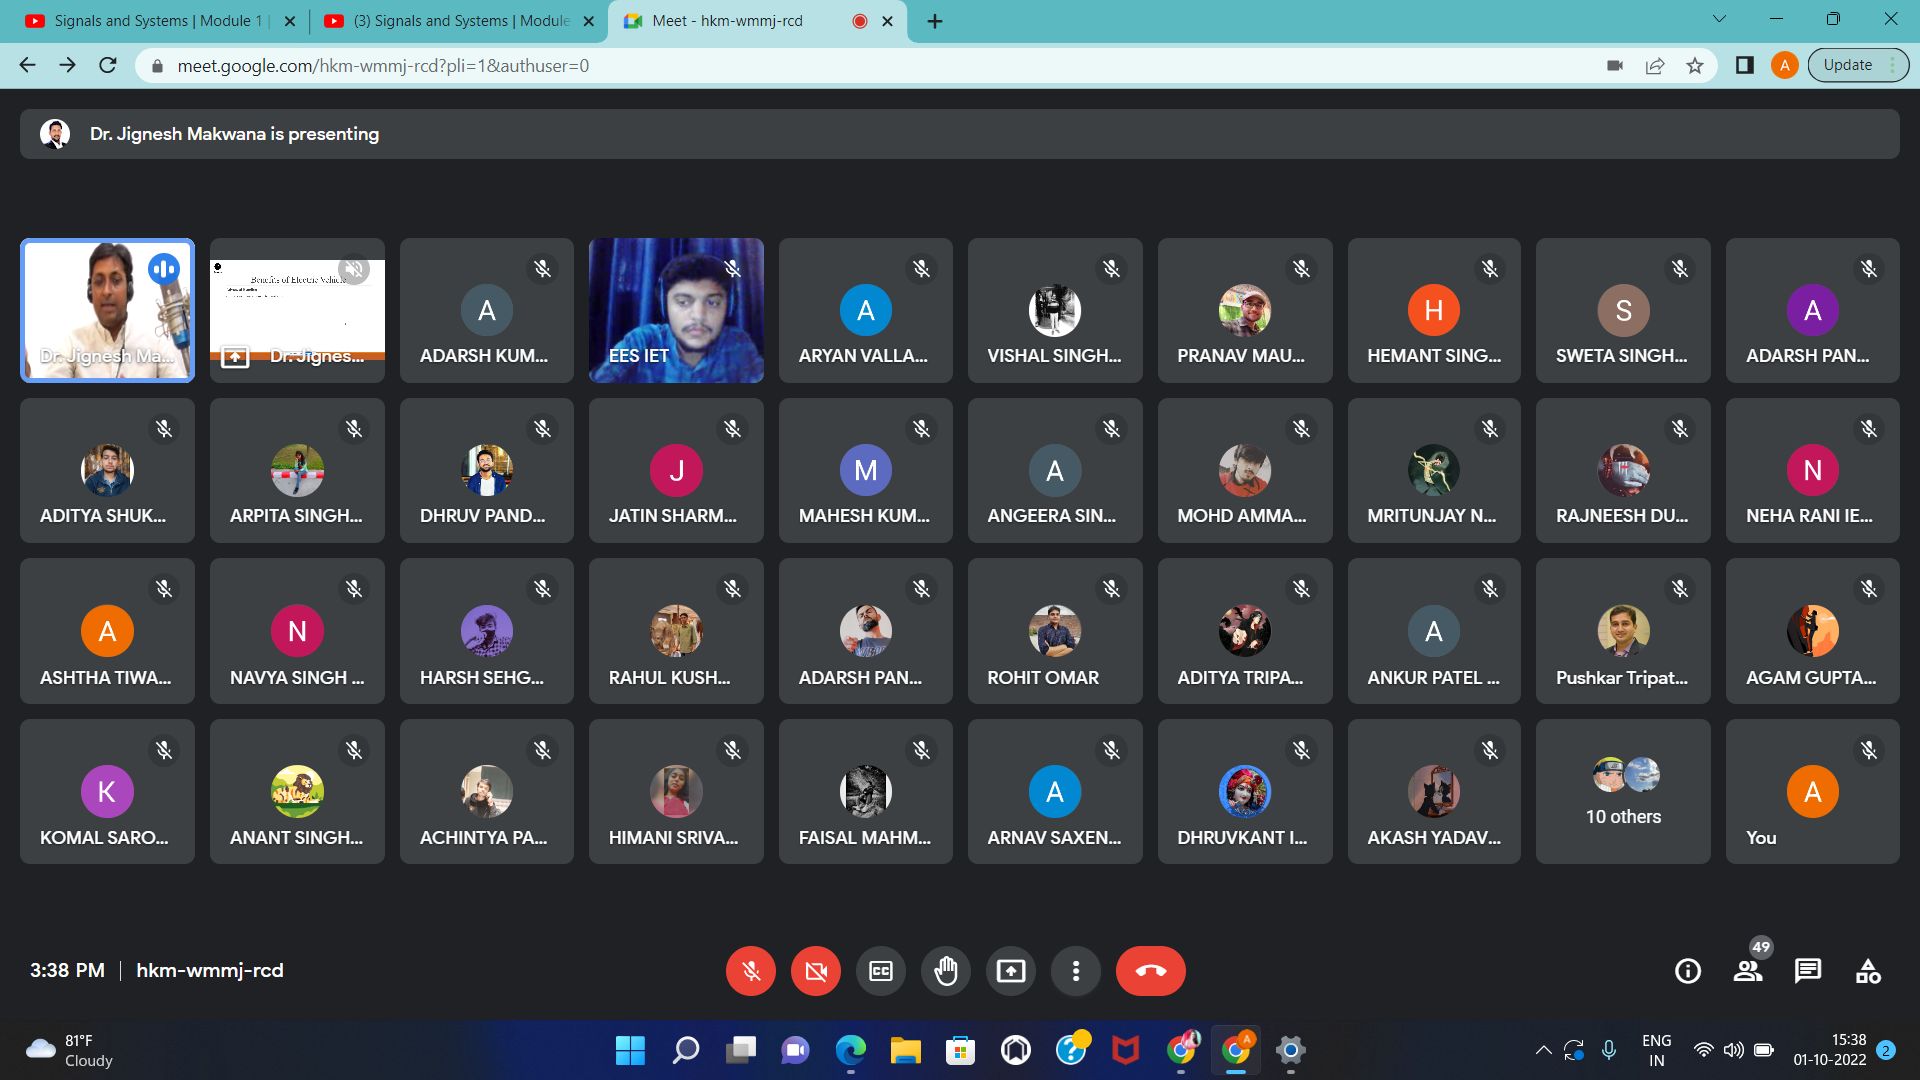 Signals and Systems | Module 1 |
(3) Signals and Systems | Module
Meet - hkm-wmmj-rcd
meet.google.com/hkm-wmmj-rcd?pli=1&authuser=0
A
Update
Dr. Jignesh Makwana is presenting
Dr. Jignesh Ma...
Benefits of Electric Vehicle
Dr. Jignes...
A
ADARSH KUM...
EES IET
A
ARYAN VALLA...
VISHAL SINGH...
PRANAV MAU...
H
HEMANT SING...
S
SWETA SINGH...
A
ADARSH PAN...
ADITYA SHUK...
ARPITA SINGH...
DHRUV PAND...
J
JATIN SHARM...
M
MAHESH KUM...
A
ANGEERA SIN...
MOHD AMMA...
MRITUNJAY N...
RAJNEESH DU...
N
NEHA RANI IE...
A
ASHTHA TIWA...
N
NAVYA SINGH ...
HARSH SEHG...
RAHUL KUSH...
ADARSH PAN...
ROHIT OMAR
ADITYA TRIPA...
A
ANKUR PATEL ...
Pushkar Tripat...
AGAM GUPTA...
K
KOMAL SARO...
ANANT SINGH...
ACHINTYA PA...
HIMANI SRIVA...
FAISAL MAHM...
A
ARNAV SAXEN...
DHRUVKANT I...
AKASH YADAV...
10 others
A
You
3:38 PM | hkm-wmmj-rcd
CC
49
81°F
Cloudy
A
ENG
IN
15:38
01-10-2022
2